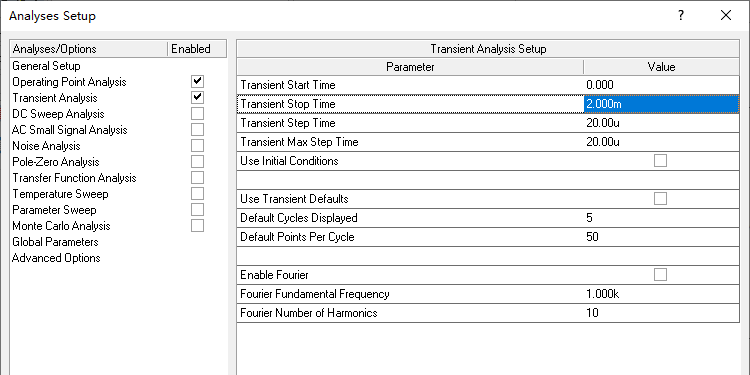 Analyses Setup
? ×
Analyses/Options Enabled
General Setup
Operating Point Analysis
Transient Analysis
DC Sweep Analysis
AC Small Signal Analysis
Noise Analysis
Pole-Zero Analysis
Transfer Function Analysis
Temperature Sweep
Parameter Sweep
Monte Carlo Analysis
Global Parameters
Advanced Options
Transient Analysis Setup
Parameter Value
Transient Start Time 0.000
Transient Stop Time 2.000m
Transient Step Time 20.00u
Transient Max Step Time 20.00u
Use Initial Conditions
Use Transient Defaults
Default Cycles Displayed 5
Default Points Per Cycle 50
Enable Fourier
Fourier Fundamental Frequency 1.000k
Fourier Number of Harmonics 10